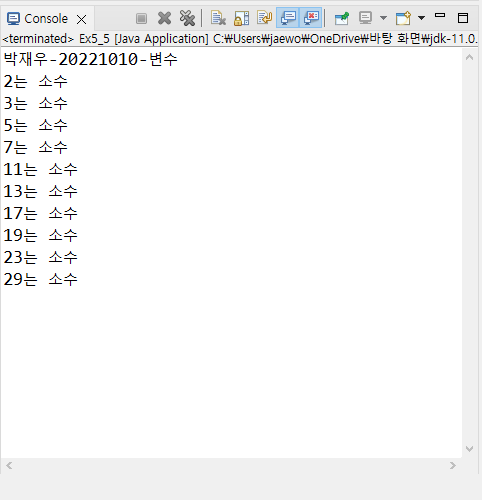 Console
<terminated> Ex5_5 [Java Application] C:₩Users₩jaewo₩OneDrive₩바탕 화면₩jdk-11.0.
박재우-20221010-변수
2는 소수
3는 소수
5는 소수
7는 소수
11는 소수
13는 소수
17는 소수
19는 소수
23는 소수
29는 소수